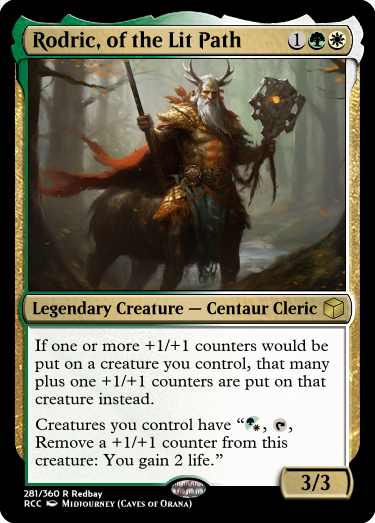 Rodric, of the Lit Path 1
Legendary Creature — Centaur Cleric
If one or more +1/+1 counters would be
put on a creature you control, that many
plus one +1/+1 counters are put on that
creature instead.
Creatures you control have “ , ,
Remove a +1/+1 counter from this
creature: You gain 2 life.”
3/3
281/360 R Redbay
RCC Midjourney (Caves of Orana)